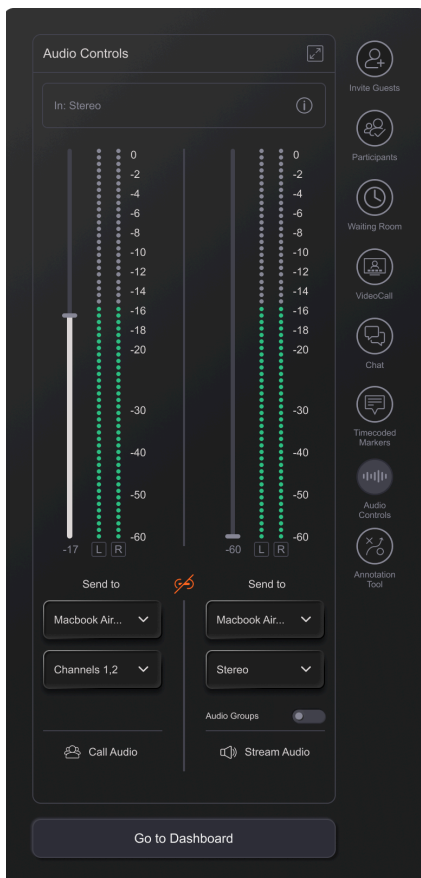 Audio Controls
In: Stereo
0
-2
-4
-6
-8
-10
-12
-14
-16
-18
-20
-30
-40
-50
-60
-17
L
R
0
-2
-4
-6
-8
-10
-12
-14
-16
-18
-20
-30
-40
-50
-60
-60
L
R
Send to
Send to
Macbook Air...
Macbook Air...
Channels 1,2
Stereo
Audio Groups
Call Audio
Stream Audio
Go to Dashboard
Invite Guests
Participants
Waiting Room
VideoCall
Chat
Timecoded
Markers
Audio
Controls
Annotation
Tool